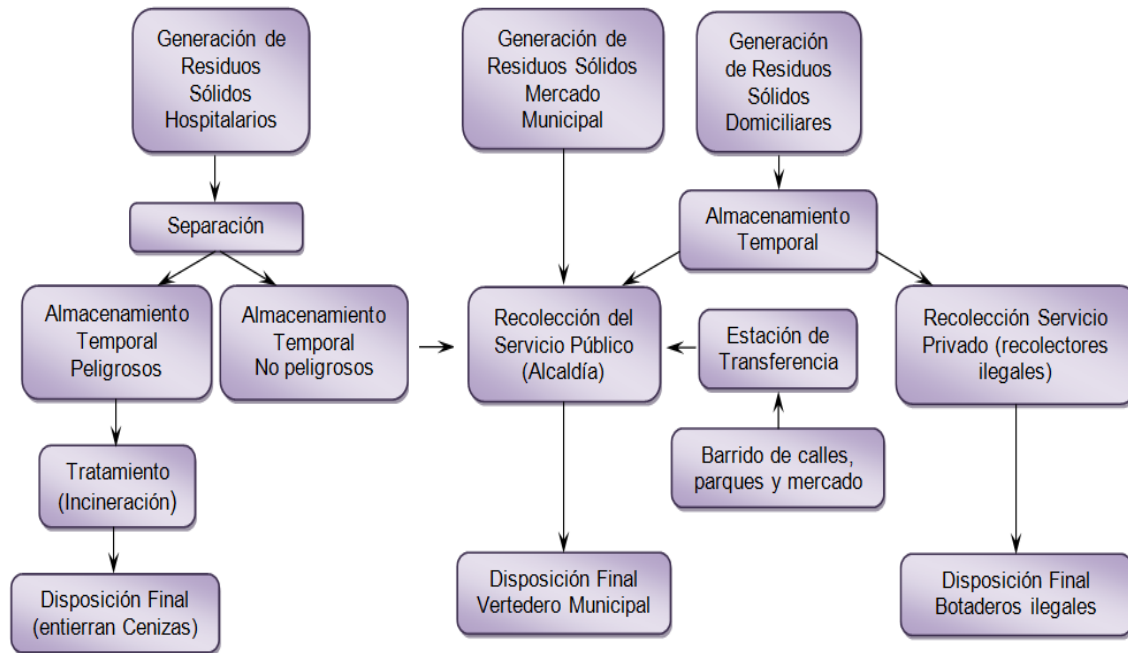 Generación de
Residuos
Sólidos
Hospitalarios
Generación de
Residuos Sólidos
Mercado
Municipal
Generación
de Residuos
Sólidos
Domiciliares
Separación
Almacenamiento
Temporal
Almacenamiento
Temporal
Peligrosos
Almacenamiento
Temporal
No peligrosos
Recolección del
Servicio Público
(Alcaldía)
Estación de
Transferencia
Recolección Servicio
Privado (recolectores
ilegales)
Barrido de calles,
parques y mercado
Tratamiento
(Incineración)
Disposición Final
(entierran Cenizas)
Disposición Final
Vertedero Municipal
Disposición Final
Botaderos ilegales